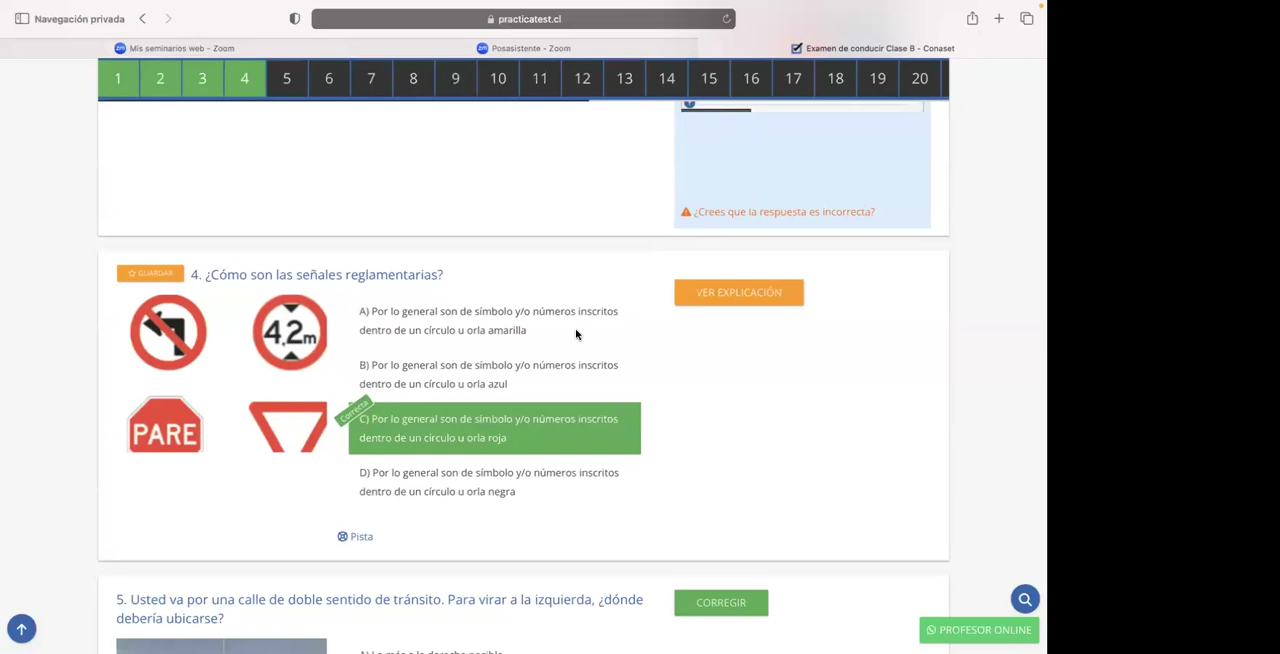 Navegación privada
practicatest.cl
Mis seminarios web - Zoom
Posasistente - Zoom
Examen de conducir Clase B - Conaset
1 2 3 4 5 6 7 8 9 10 11 12 13 14 15 16 17 18 19 20
¿Crees que la respuesta es incorrecta?
GUARDAR
4. ¿Cómo son las señales reglamentarias?
VER EXPLICACIÓN
4,2m
PARE
A) Por lo general son de símbolo y/o números inscritos
dentro de un círculo u orla amarilla
B) Por lo general son de símbolo y/o números inscritos
dentro de un círculo u orla azul
Correcta
C) Por lo general son de símbolo y/o números inscritos
dentro de un círculo u orla roja
D) Por lo general son de símbolo y/o números inscritos
dentro de un círculo u orla negra
Pista
5. Usted va por una calle de doble sentido de tránsito. Para virar a la izquierda, ¿dónde
debería ubicarse?
CORREGIR
PROFESOR ONLINE